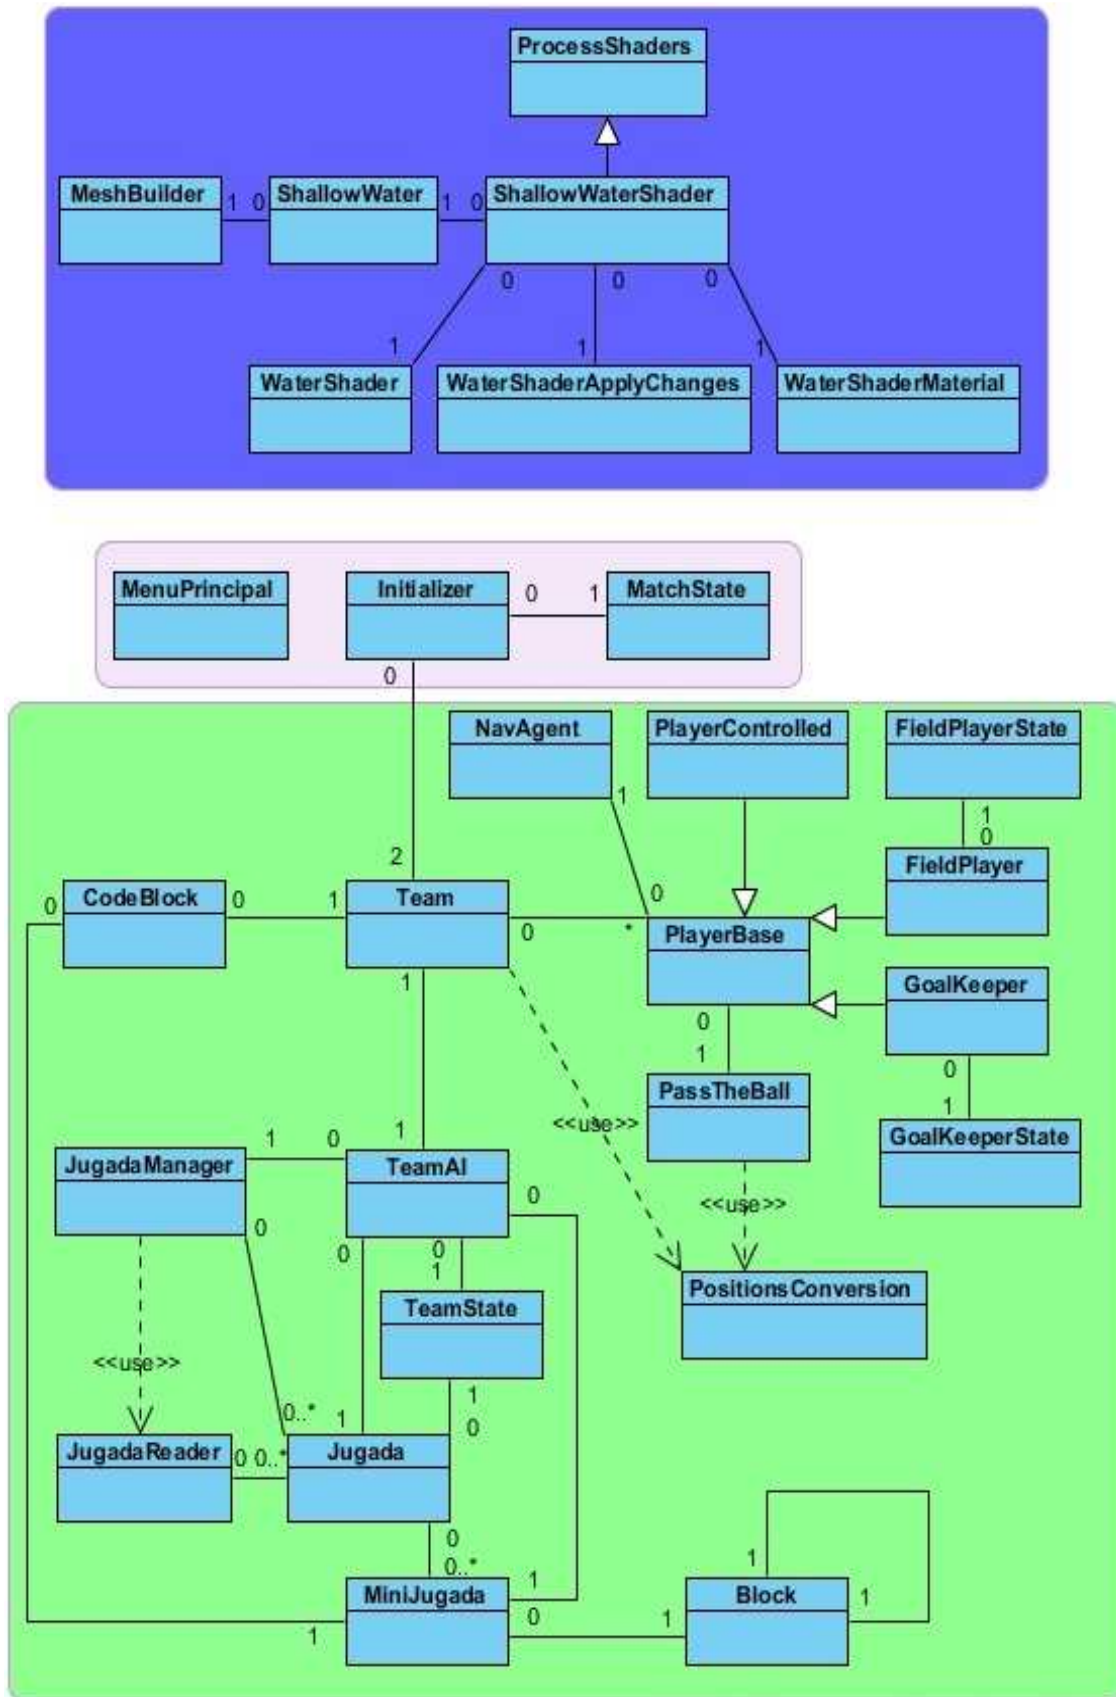 ProcessShaders
MeshBuilder 1 0 ShallowWater 1 0 ShallowWaterShader
0 0 0
1 1 1
WaterShader WaterShaderApplyChanges WaterShaderMaterial
MenuPrincipal Initializer 0 1 MatchState
0
NavAgent PlayerControlled FieldPlayerState
1 1
0
2 FieldPlayer
0 CodeBlock 0 1 Team 0
0 * PlayerBase
1 GoalKeeper
0 0
1 1
PassTheBall
<<use>> GoalKeeperState
JugadaManager 1 0 1 TeamAI
0 0 0 0 <<use>>
1
TeamState PositionsConversion
<<use>>
1
0..* 1 0
JugadaReader 0 0..* Jugada
0
0..* 1
MiniJugada 1 Block
0 1 1
1